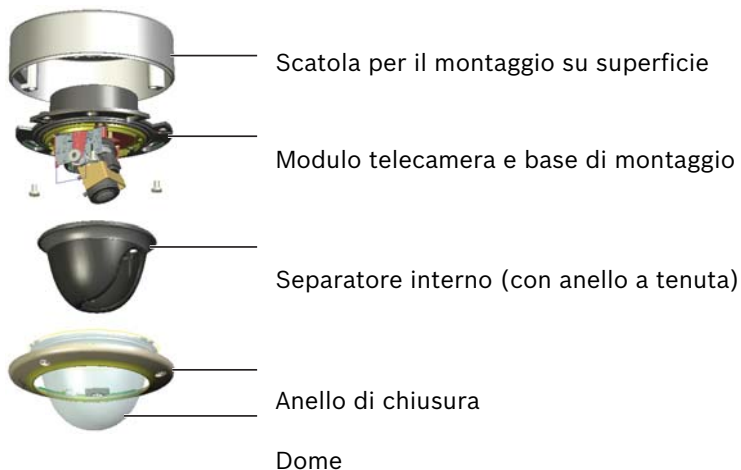 Scatola per il montaggio su superficie
Modulo telecamera e base di montaggio
Separatore interno (con anello a tenuta)
Anello di chiusura
Dome